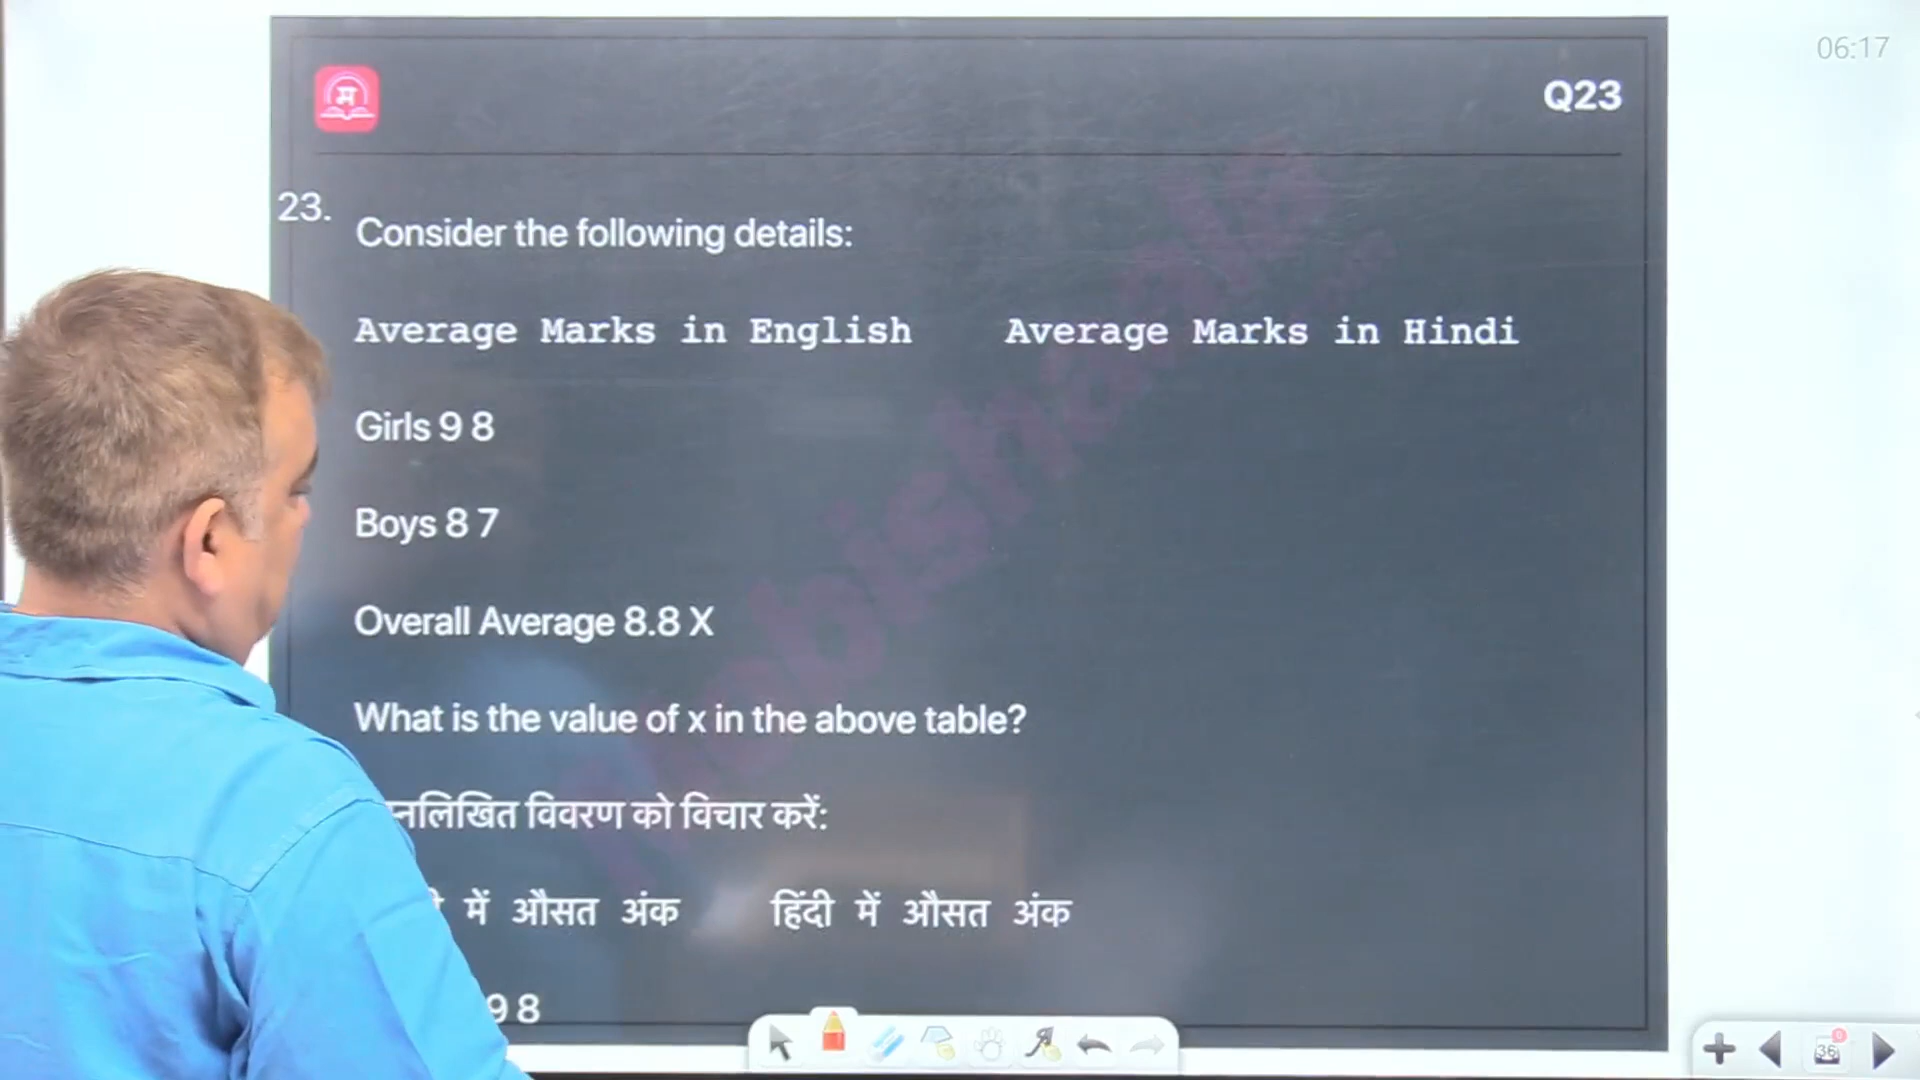 06:17
म
Q23
23.
Consider the following details:
Average Marks in English Average Marks in Hindi
Girls 9 8
Boys 8 7
Overall Average 8.8 X
What is the value of x in the above table?
विवरण को विचार करें:
में औसत अंक हिंदी में औसत अंक
9 8
36